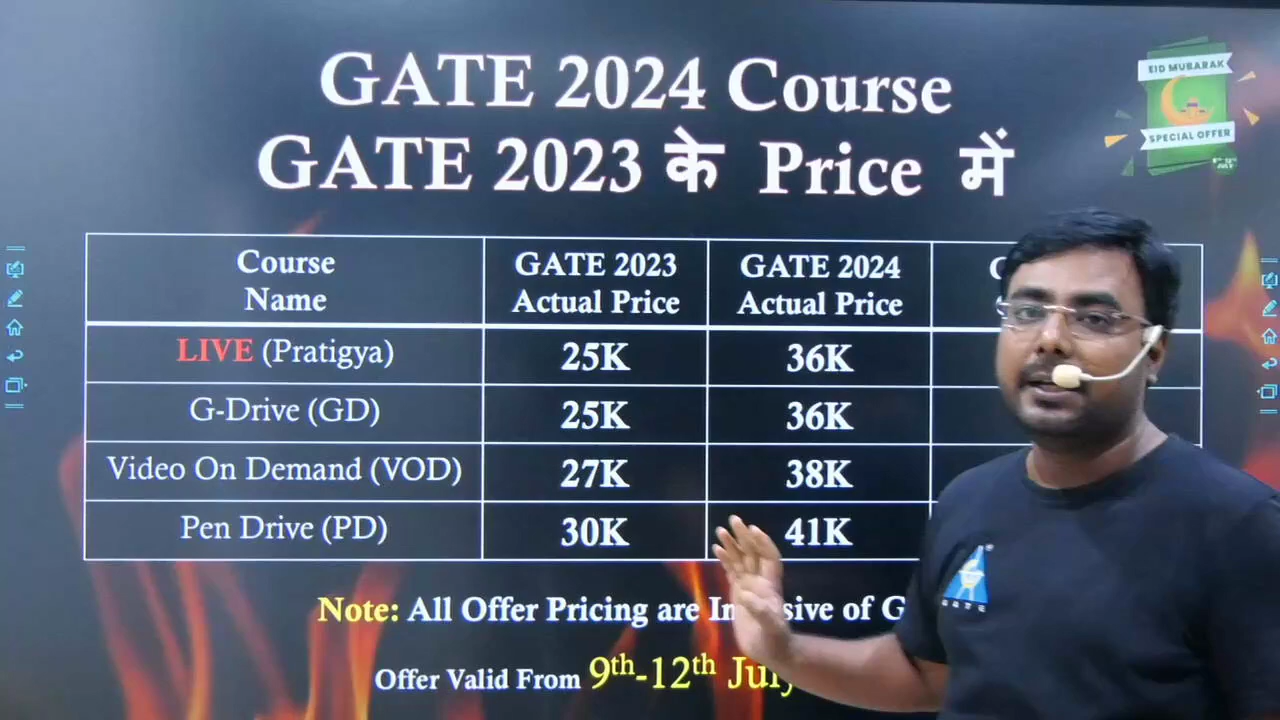 GATE 2024 Course
EID MUBARAK
SPECIAL OFFER
GATE 2023 के Price में
Course
Name
GATE 2023
Actual Price
GATE 2024
Actual Price
LIVE (Pratigya)
25K
36K
G-Drive (GD)
25K
36K
Video On Demand (VOD)
27K
38K
Pen Drive (PD)
30K
41K
Note: All Offer Pricing are of
Offer Valid From 9th-12th July